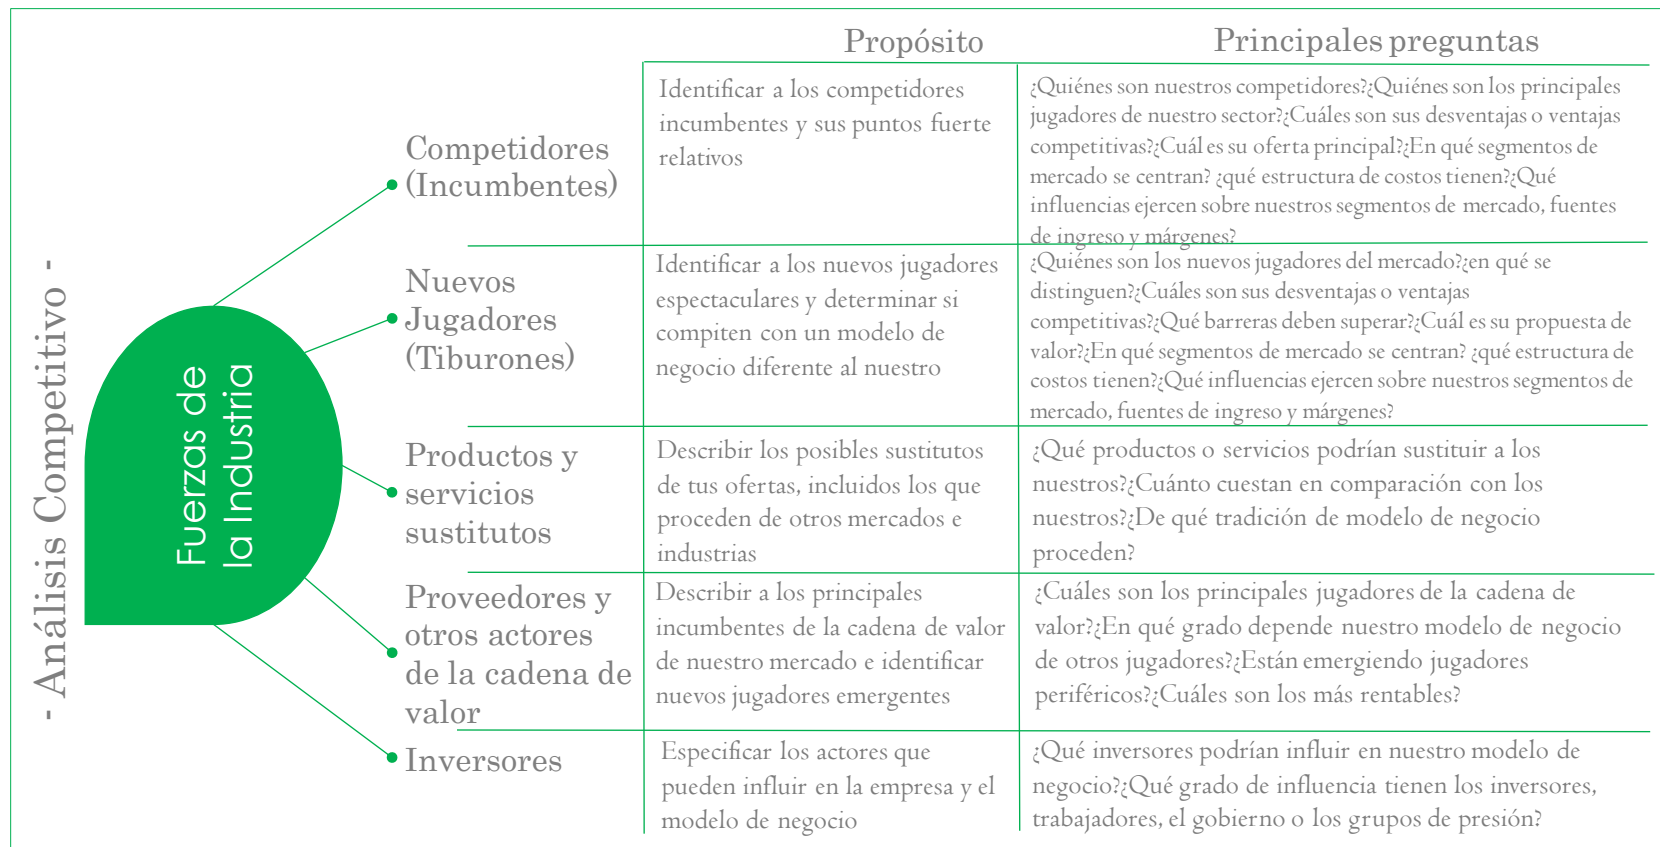 - Análisis Competitivo -
Fuerzas de
la Industria
Propósito
Principales preguntas
Competidores
(Incumbentes)
Identificar a los competidores
incumbentes y sus puntos fuerte
relativos
¿Quiénes son nuestros competidores?¿Quiénes son los principales
jugadores de nuestro sector?¿Cuáles son sus desventajas o ventajas
competitivas?¿Cuál es su oferta principal?¿En qué segmentos de
mercado se centran? ¿qué estructura de costos tienen?¿Qué
influencias ejercen sobre nuestros segmentos de mercado, fuentes
de ingreso y márgenes?
Nuevos
Jugadores
(Tiburones)
Identificar a los nuevos jugadores
espectaculares y determinar si
compiten con un modelo de
negocio diferente al nuestro
¿Quiénes son los nuevos jugadores del mercado?¿en qué se
distinguen?¿Cuáles son sus desventajas o ventajas
competitivas?¿Qué barreras deben superar?¿Cuál es su propuesta de
valor?¿En qué segmentos de mercado se centran? ¿qué estructura de
costos tienen?¿Qué influencias ejercen sobre nuestros segmentos de
mercado, fuentes de ingreso y márgenes?
Productos y
servicios
sustitutos
Describir los posibles sustitutos
de tus ofertas, incluidos los que
proceden de otros mercados e
industrias
¿Qué productos o servicios podrían sustituir a los
nuestros?¿Cuánto cuestan en comparación con los
nuestros?¿De qué tradición de modelo de negocio
proceden?
Proveedores y
otros actores
de la cadena de
valor
Describir a los principales
incumbentes de la cadena de valor
de nuestro mercado e identificar
nuevos jugadores emergentes
¿Cuáles son los principales jugadores de la cadena de
valor?¿En qué grado depende nuestro modelo de negocio
de otros jugadores?¿Están emergiendo jugadores
periféricos?¿Cuáles son los más rentables?
Inversores
Especificar los actores que
pueden influir en la empresa y el
modelo de negocio
¿Qué inversores podrían influir en nuestro modelo de
negocio?¿Qué grado de influencia tienen los inversores,
trabajadores, el gobierno o los grupos de presión?